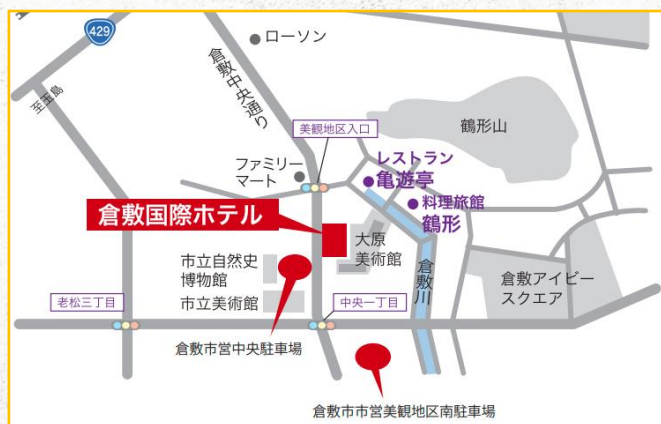 429
ローソン
至玉島
倉敷中央通り
美観地区入口
鶴形山
ファミリー
マート
レストラン
亀遊亭
料理旅館
鶴形
倉敷国際ホテル
大原
美術館
市立自然史
博物館
市立美術館
倉敷川
倉敷アイビー
スクエア
老松三丁目
中央一丁目
倉敷市営中央駐車場
倉敷市市営美観地区南駐車場